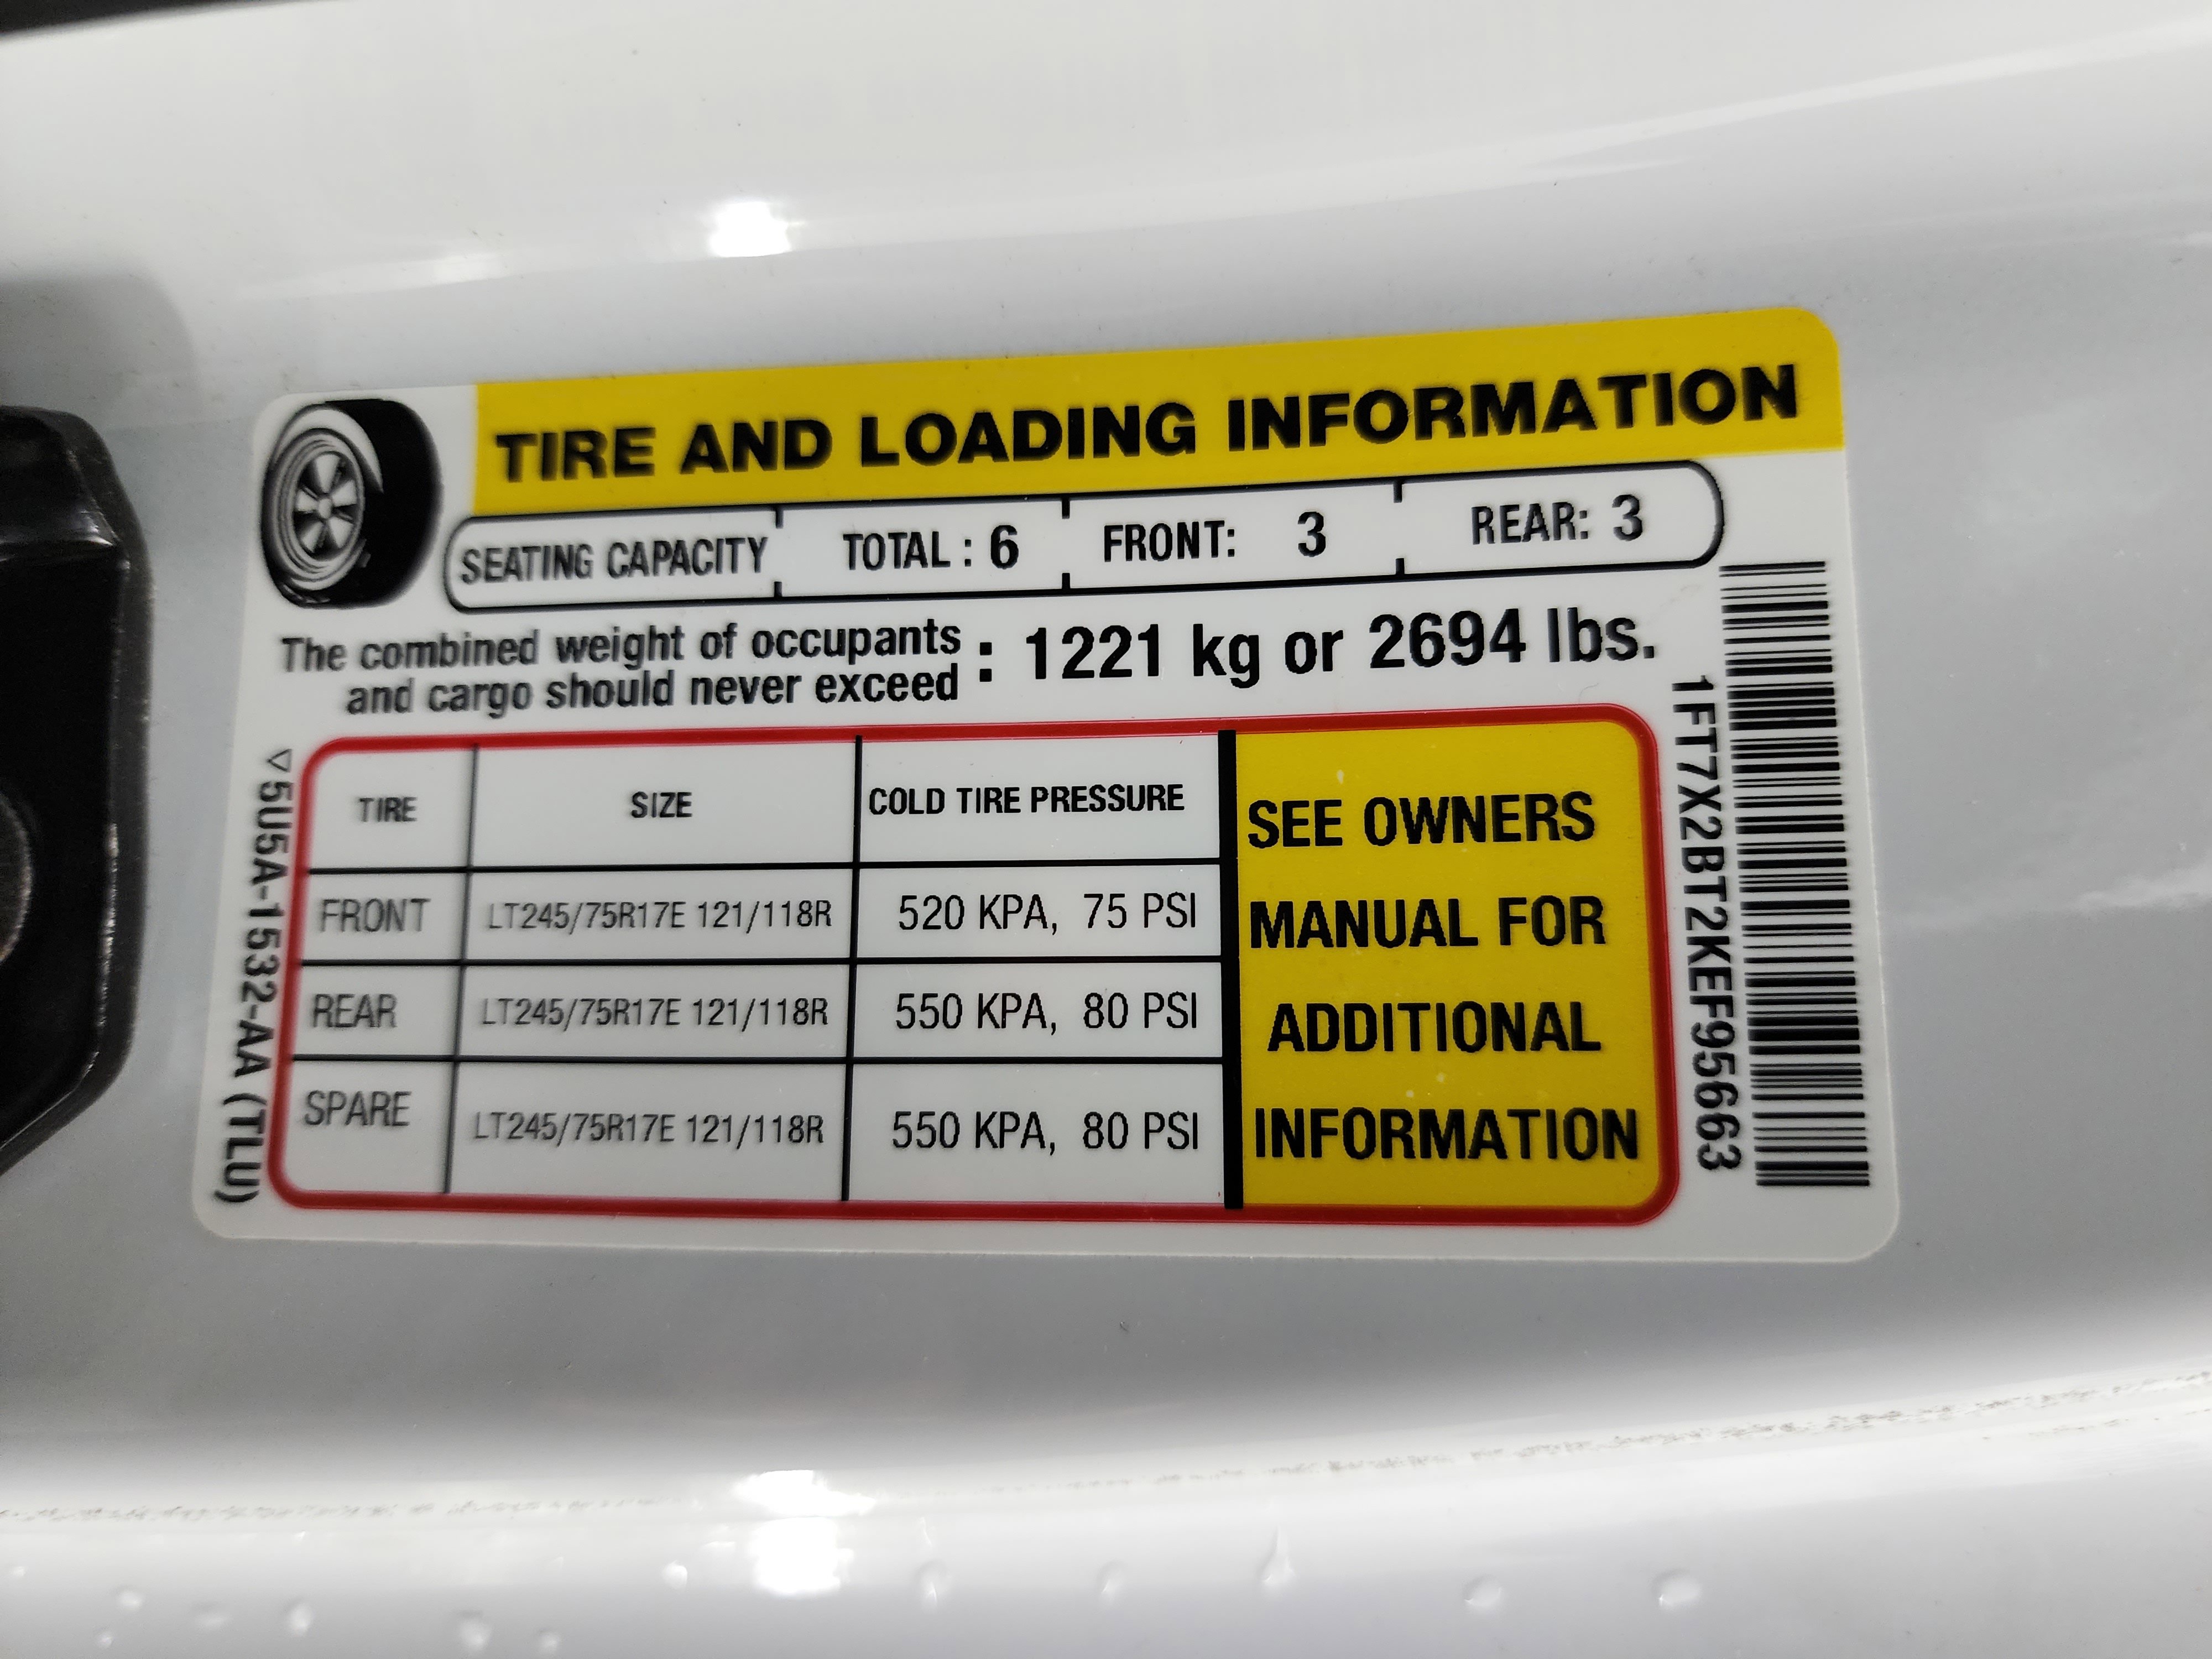 TIRE AND LOADING INFORMATION
SEATING CAPACITY TOTAL : 6 FRONT: 3 REAR: 3
The combined weight of occupants
and cargo should never exceed : 1221 kg or 2694 lbs.
TIRE SIZE COLD TIRE PRESSURE
FRONT LT245/75R17E 121/118R 520 KPA, 75 PSI
REAR LT245/75R17E 121/118R 550 KPA, 80 PSI
SPARE LT245/75R17E 121/118R 550 KPA, 80 PSI
SEE OWNERS
MANUAL FOR
ADDITIONAL
INFORMATION
▽5U5A-1532-AA (TLU)
1FT7X2BT2KEF95663